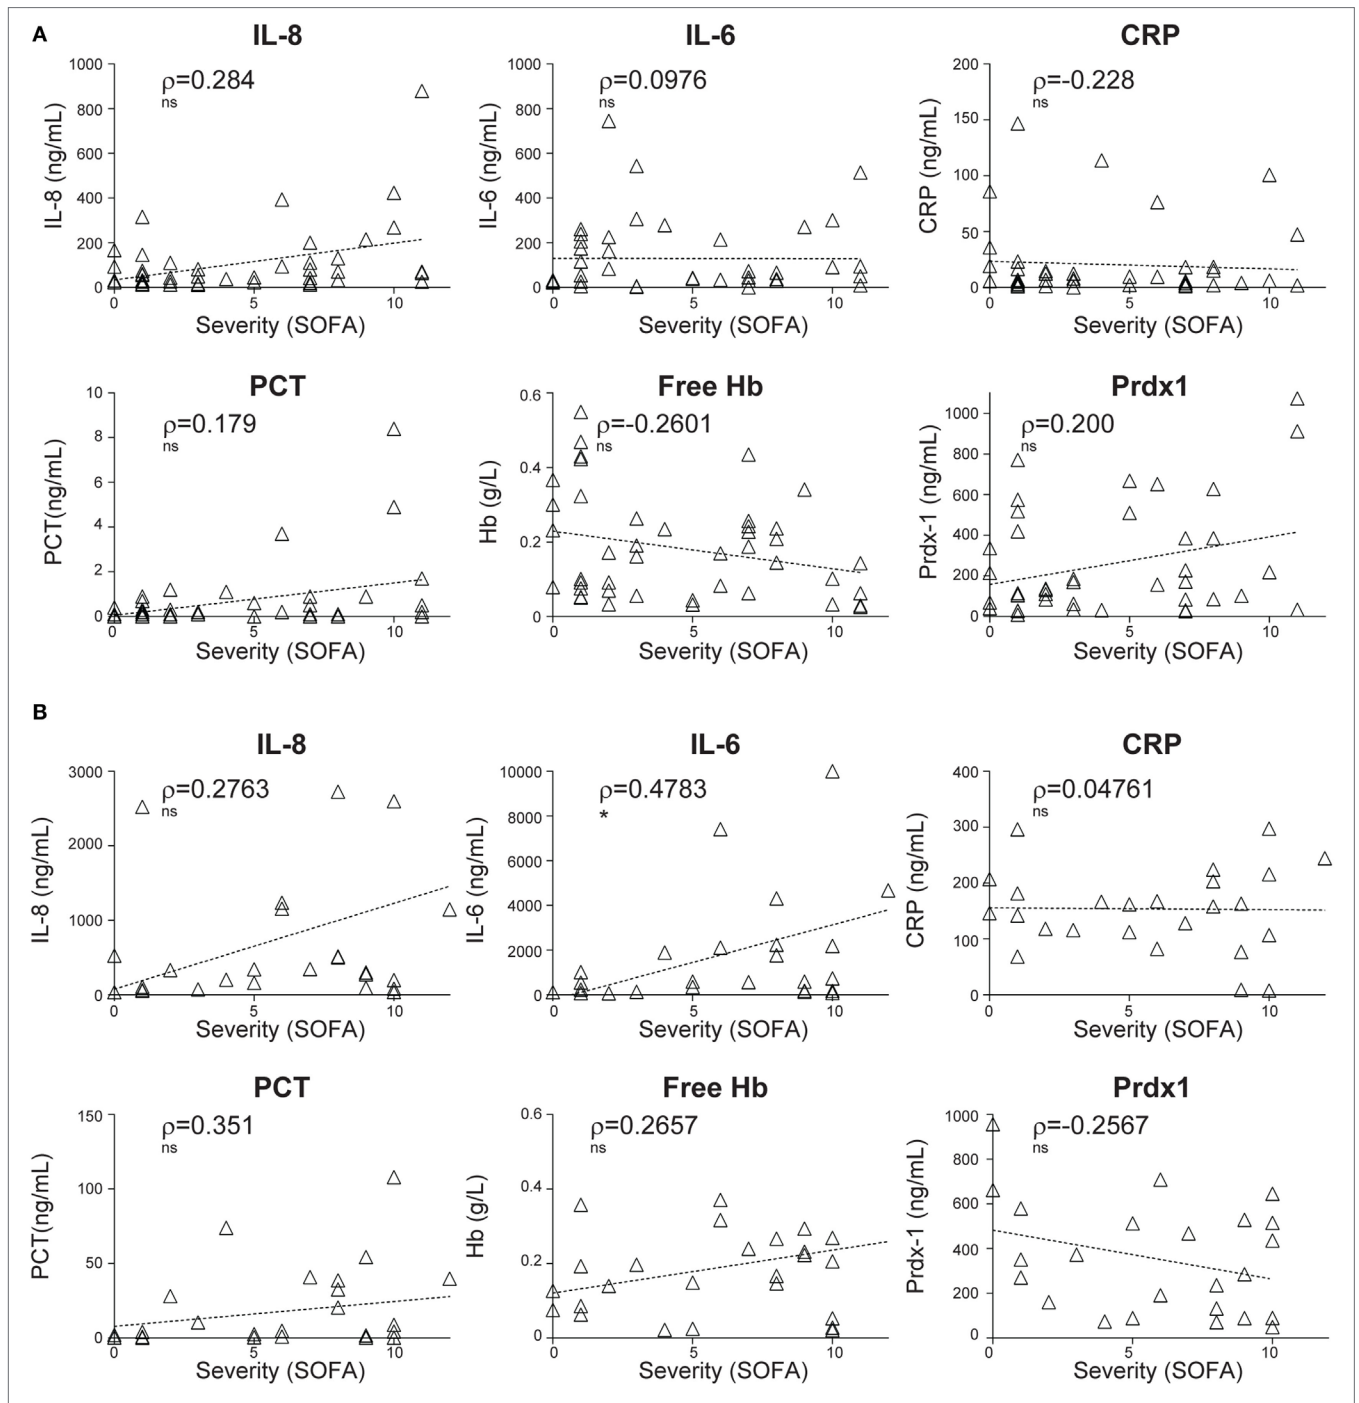 A
IL-8
ρ=0.284
ns
IL-8 (ng/mL)
1000
800
600
400
200
0
0 5 10
Severity (SOFA)
IL-6
ρ=0.0976
ns
IL-6 (ng/mL)
1000
800
600
400
200
0
0 5 10
Severity (SOFA)
CRP
ρ=-0.228
ns
CRP (ng/mL)
200
150
100
50
0
0 5 10
Severity (SOFA)
PCT
ρ=0.179
ns
PCT(ng/mL)
10
8
6
4
2
0
0 5 10
Severity (SOFA)
Free Hb
ρ=-0.2601
ns
Hb (g/L)
0.6
0.4
0.2
0
0 5 10
Severity (SOFA)
Prdx1
ρ=0.200
ns
Prdx-1 (ng/mL)
1000
800
600
400
200
0
0 5 10
Severity (SOFA)
B
IL-8
ρ=0.2763
ns
IL-8 (ng/mL)
3000
2000
1000
0
0 5 10
Severity (SOFA)
IL-6
ρ=0.4783
*
IL-6 (ng/mL)
10000
8000
6000
4000
2000
0
0 5 10
Severity (SOFA)
CRP
ρ=0.04761
ns
CRP (ng/mL)
400
300
200
100
0
0 5 10
Severity (SOFA)
PCT
ρ=0.351
ns
PCT(ng/mL)
150
100
50
0
0 5 10
Severity (SOFA)
Free Hb
ρ=0.2657
ns
Hb (g/L)
0.6
0.4
0.2
0
0 5 10
Severity (SOFA)
Prdx1
ρ=-0.2567
ns
Prdx-1 (ng/mL)
1000
800
600
400
200
0
0 5 10
Severity (SOFA)